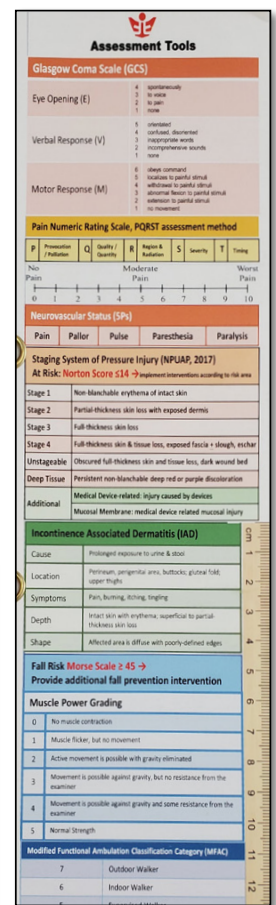 Assessment Tools
Glasgow Coma Scale (GCS)
Eye Opening (E)
4 spontaneously
3 to voice
2 to pain
1 none
Verbal Response (V)
5 orientated
4 confused, disoriented
3 inappropriate words
2 incomprehensible sounds
1 none
Motor Response (M)
6 obeys command
5 localizes to painful stimuli
4 withdrawal to painful stimuli
3 abnormal flexion to painful stimuli
2 extension to painful stimuli
1 no movement
Pain Numeric Rating Scale, PQRST assessment method
P Provocation / Palliation Q Quality / Quantity R Region & Radiation S Severity T Timing
No Pain Moderate Pain Worst Pain
0 1 2 3 4 5 6 7 8 9 10
Neurovascular Status (5Ps)
Pain Pallor Pulse Paresthesia Paralysis
Staging System of Pressure Injury (NPUAP, 2017)
At Risk: Norton Score ≤14 → implement interventions according to risk area
Stage 1 Non-blanchable erythema of intact skin
Stage 2 Partial-thickness skin loss with exposed dermis
Stage 3 Full-thickness skin loss
Stage 4 Full-thickness skin & tissue loss, exposed fascia + slough, eschar
Unstageable Obscured full-thickness skin and tissue loss, dark wound bed
Deep Tissue Persistent non-blanchable deep red or purple discoloration
Additional Medical Device-related: injury caused by devices
Mucosal Membrane: medical device related mucosal injury
Incontinence Associated Dermatitis (IAD)
Cause Prolonged exposure to urine & stool
Location Perineum, perigenital area, buttocks; gluteal fold; upper thighs
Symptoms Pain, burning, itching, tingling
Depth Intact skin with erythema, superficial to partial-thickness skin loss
Shape Affected area is diffuse with poorly-defined edges
Fall Risk Morse Scale ≥ 45 →
Provide additional fall prevention intervention
Muscle Power Grading
0 No muscle contraction
1 Muscle flicker, but no movement
2 Active movement is possible with gravity eliminated
3 Movement is possible against gravity, but no resistance from the examiner
4 Movement is possible against gravity and some resistance from the examiner
5 Normal Strength
Modified Functional Ambulation Classification Category (MFAC)
7 Outdoor Walker
6 Indoor Walker
cm
1
2
3
4
5
6
7
8
9
10
11
12